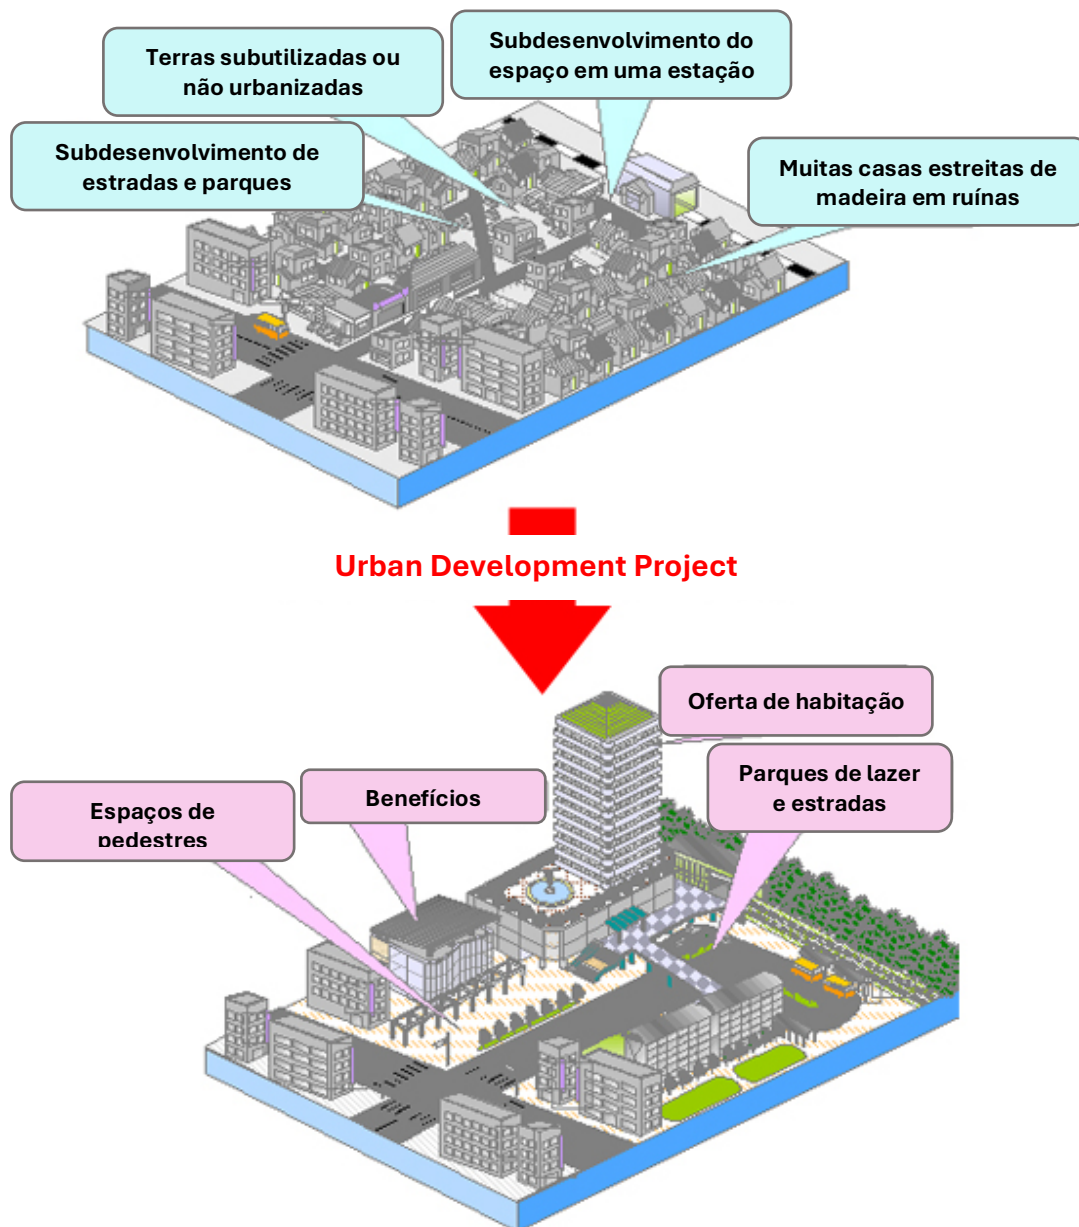 Subdesenvolvimento do
espaço em uma estação
Terras subutilizadas ou
não urbanizadas
Subdesenvolvimento de
estradas e parques
Muitas casas estreitas de
madeira em ruínas
Urban Development Project
Oferta de habitação
Parques de lazer
e estradas
Benefícios
Espaços de
pedestres